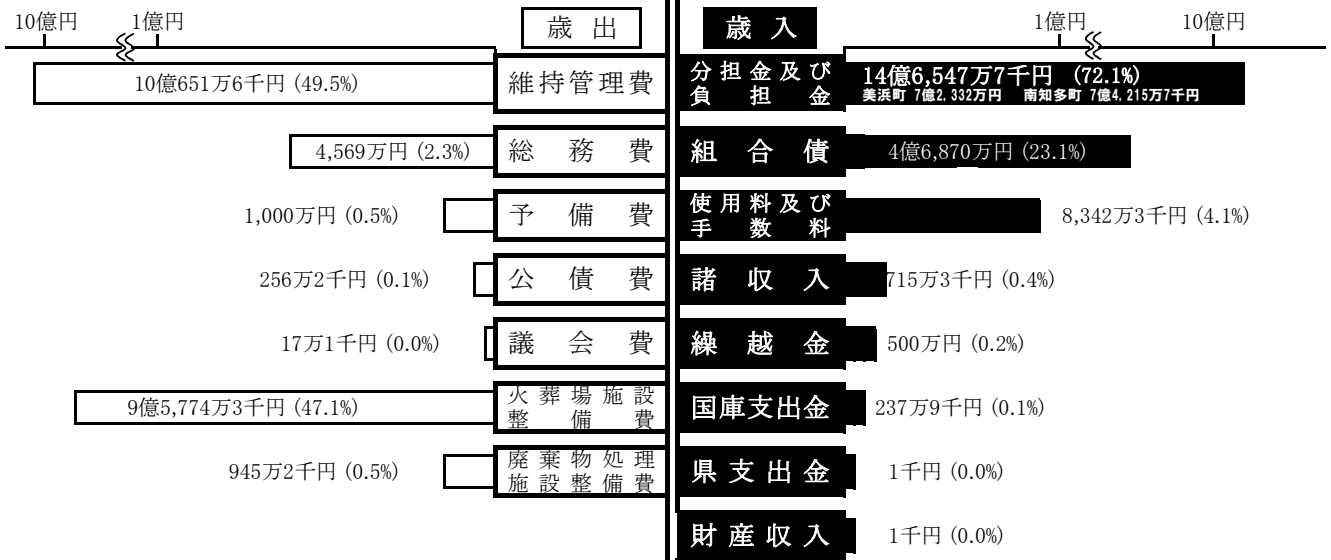 10億円 1億円
歳出
10億651万6千円 (49.5%) 維持管理費
4,569万円 (2.3%) 総務費
1,000万円 (0.5%) 予備費
256万2千円 (0.1%) 公債費
17万1千円 (0.0%) 議会費
9億5,774万3千円 (47.1%) 火葬場施設
整備費
945万2千円 (0.5%) 廃棄物処理
施設整備費
歳入
1億円 10億円
分担金及び
負担金
14億6,547万7千円 (72.1%)
美浜町 7億2,332万円 南知多町 7億4,215万7千円
組合債 4億6,870万円 (23.1%)
使用料及び
手数料
8,342万3千円 (4.1%)
諸収入 715万3千円 (0.4%)
繰越金 500万円 (0.2%)
国庫支出金 237万9千円 (0.1%)
県支出金 1千円 (0.0%)
財産収入 1千円 (0.0%)